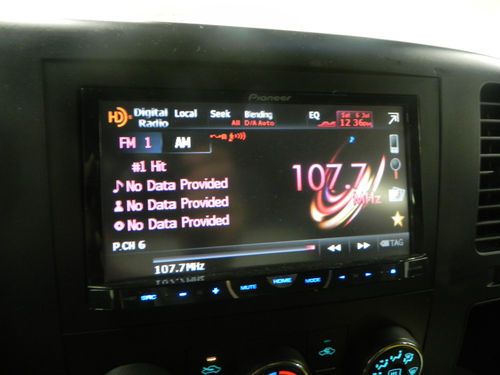 Pioneer
HD Digital Radio Local Seek Blending EQ Sat 6 Jul
All D/A Auto 12:36PM
FM 1 AM
#1 Hit
107.7 MHz
No Data Provided
No Data Provided
No Data Provided
P.CH 6
TAG
107.7MHz
SRC - + MUTE HOME MODE